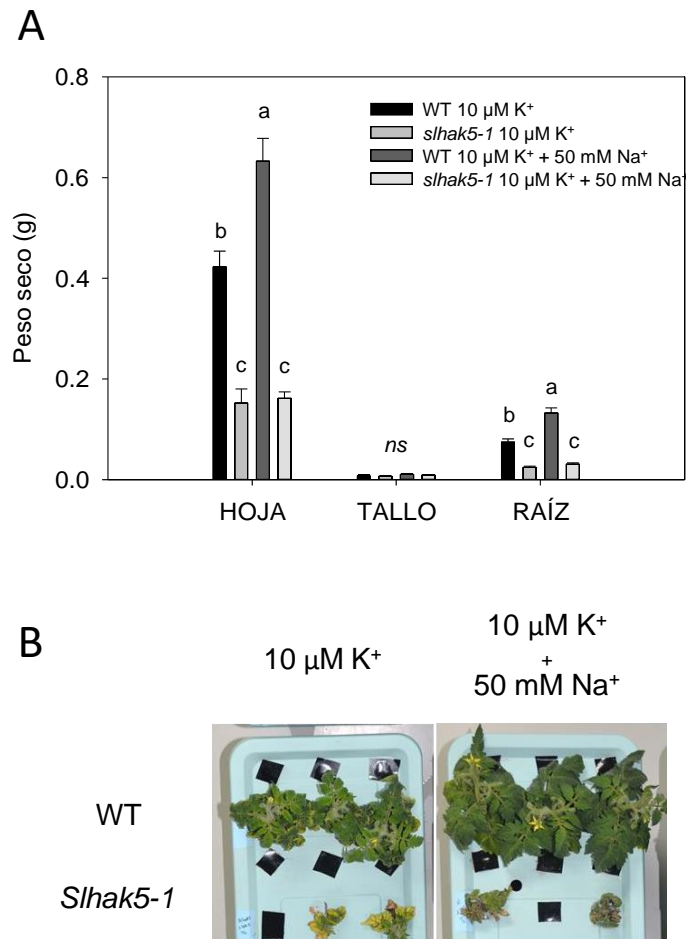 A
0.8
0.6
0.4
0.2
0.0
Peso seco (g)
WT 10 µM K⁺
slhak5-1 10 µM K⁺
WT 10 µM K⁺ + 50 mM Na⁺
slhak5-1 10 µM K⁺ + 50 mM Na⁺
b
c
a
c
ns
b
c
a
c
HOJA
TALLO
RAÍZ
B
10 µM K⁺
10 µM K⁺
+
50 mM Na⁺
WT
Slhak5-1